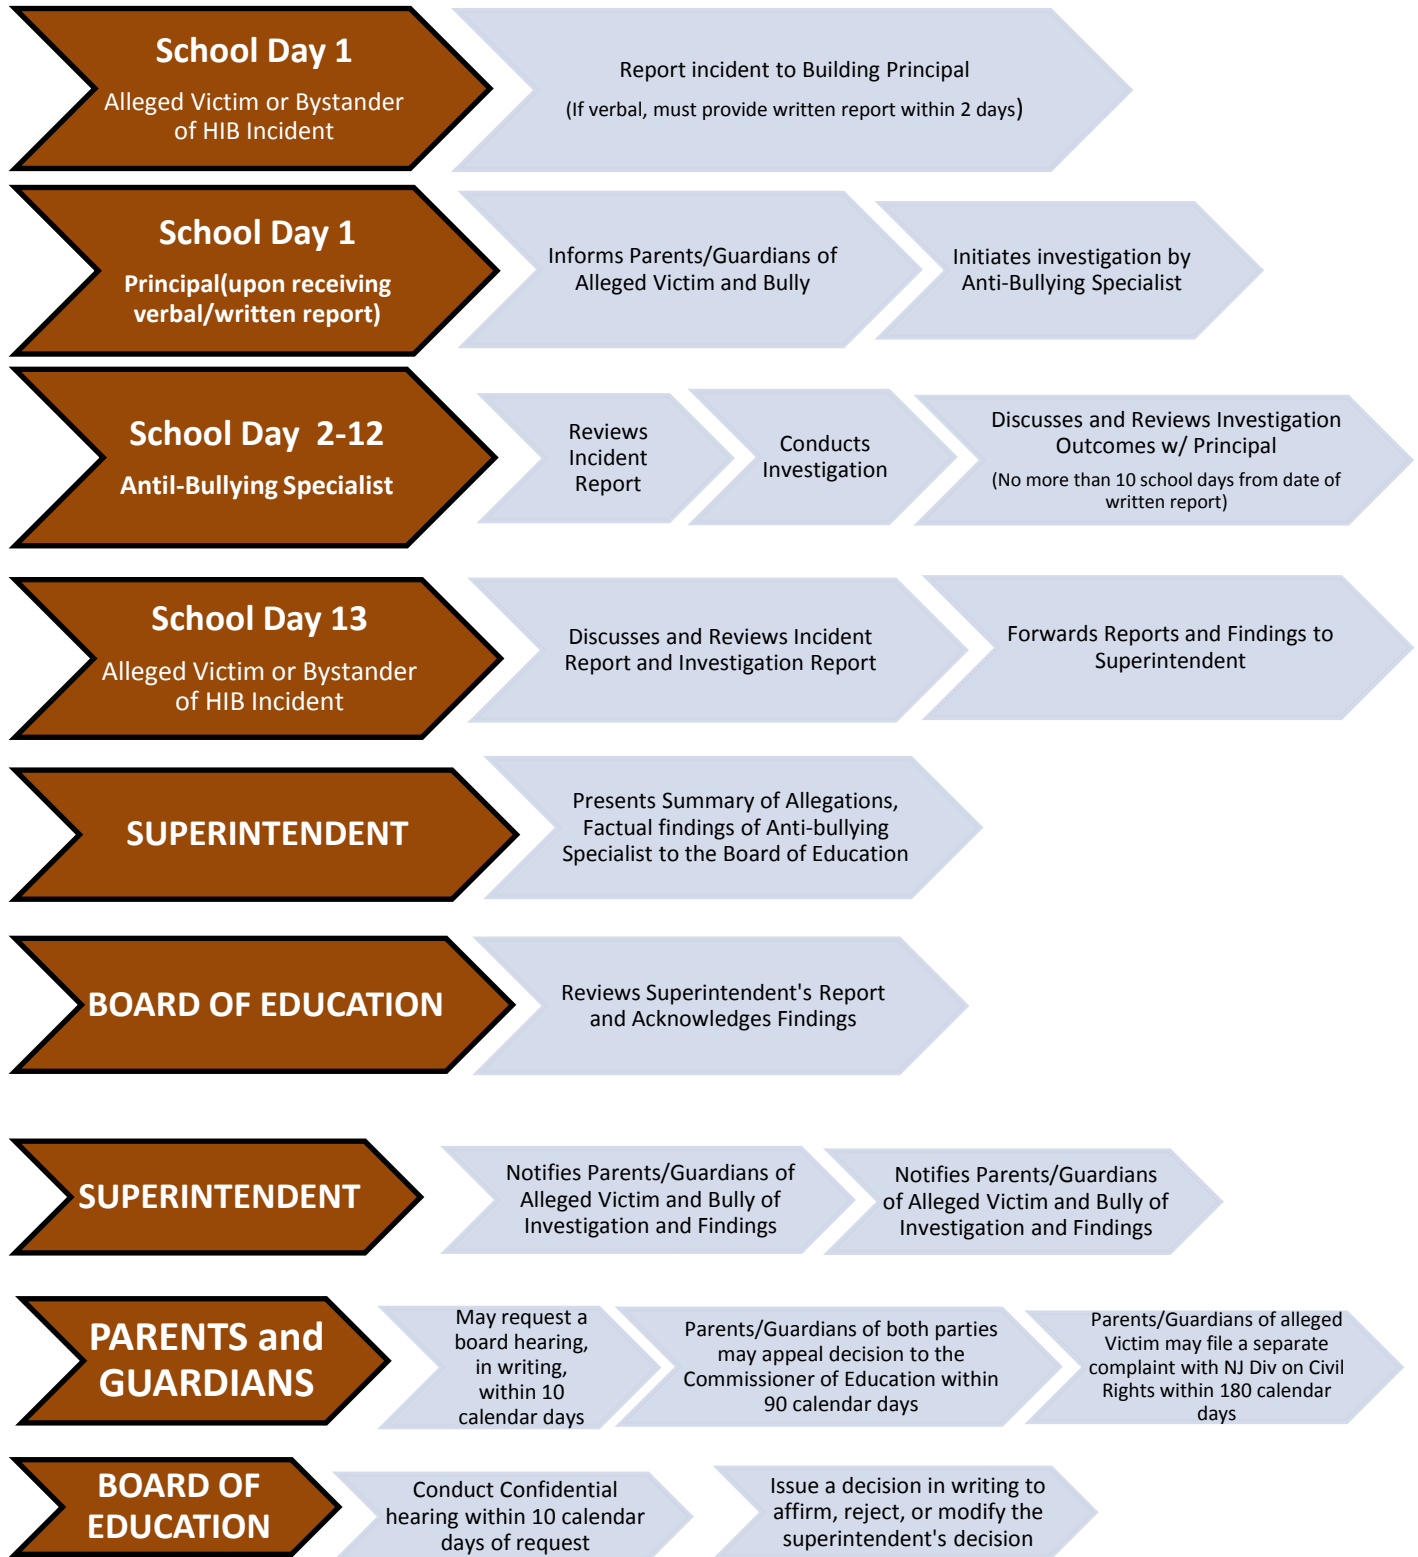 School Day 1
Alleged Victim or Bystander
of HIB Incident
Report incident to Building Principal
(If verbal, must provide written report within 2 days)
School Day 1
Principal(upon receiving
verbal/written report)
Informs Parents/Guardians of
Alleged Victim and Bully
Initiates investigation by
Anti-Bullying Specialist
School Day 2-12
Antil-Bullying Specialist
Reviews
Incident
Report
Conducts
Investigation
Discusses and Reviews Investigation
Outcomes w/ Principal
(No more than 10 school days from date of
written report)
School Day 13
Alleged Victim or Bystander
of HIB Incident
Discusses and Reviews Incident
Report and Investigation Report
Forwards Reports and Findings to
Superintendent
SUPERINTENDENT
Presents Summary of Allegations,
Factual findings of Anti-bullying
Specialist to the Board of Education
BOARD OF EDUCATION
Reviews Superintendent's Report
and Acknowledges Findings
SUPERINTENDENT
Notifies Parents/Guardians of
Alleged Victim and Bully of
Investigation and Findings
Notifies Parents/Guardians
of Alleged Victim and Bully of
Investigation and Findings
PARENTS and
GUARDIANS
May request a
board hearing,
in writing,
within 10
calendar days
Parents/Guardians of both parties
may appeal decision to the
Commissioner of Education within
90 calendar days
Parents/Guardians of alleged
Victim may file a separate
complaint with NJ Div on Civil
Rights within 180 calendar
days
BOARD OF
EDUCATION
Conduct Confidential
hearing within 10 calendar
days of request
Issue a decision in writing to
affirm, reject, or modify the
superintendent's decision